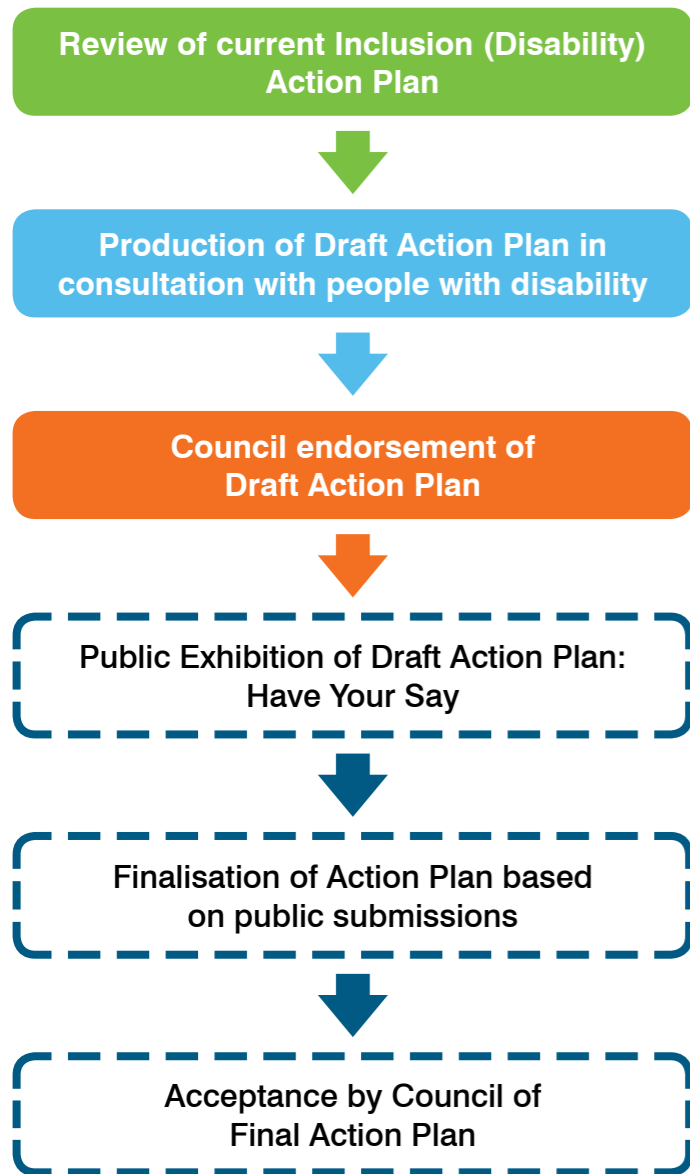 Review of current Inclusion (Disability)
Action Plan
Production of Draft Action Plan in
consultation with people with disability
Council endorsement of
Draft Action Plan
Public Exhibition of Draft Action Plan:
Have Your Say
Finalisation of Action Plan based
on public submissions
Acceptance by Council of
Final Action Plan